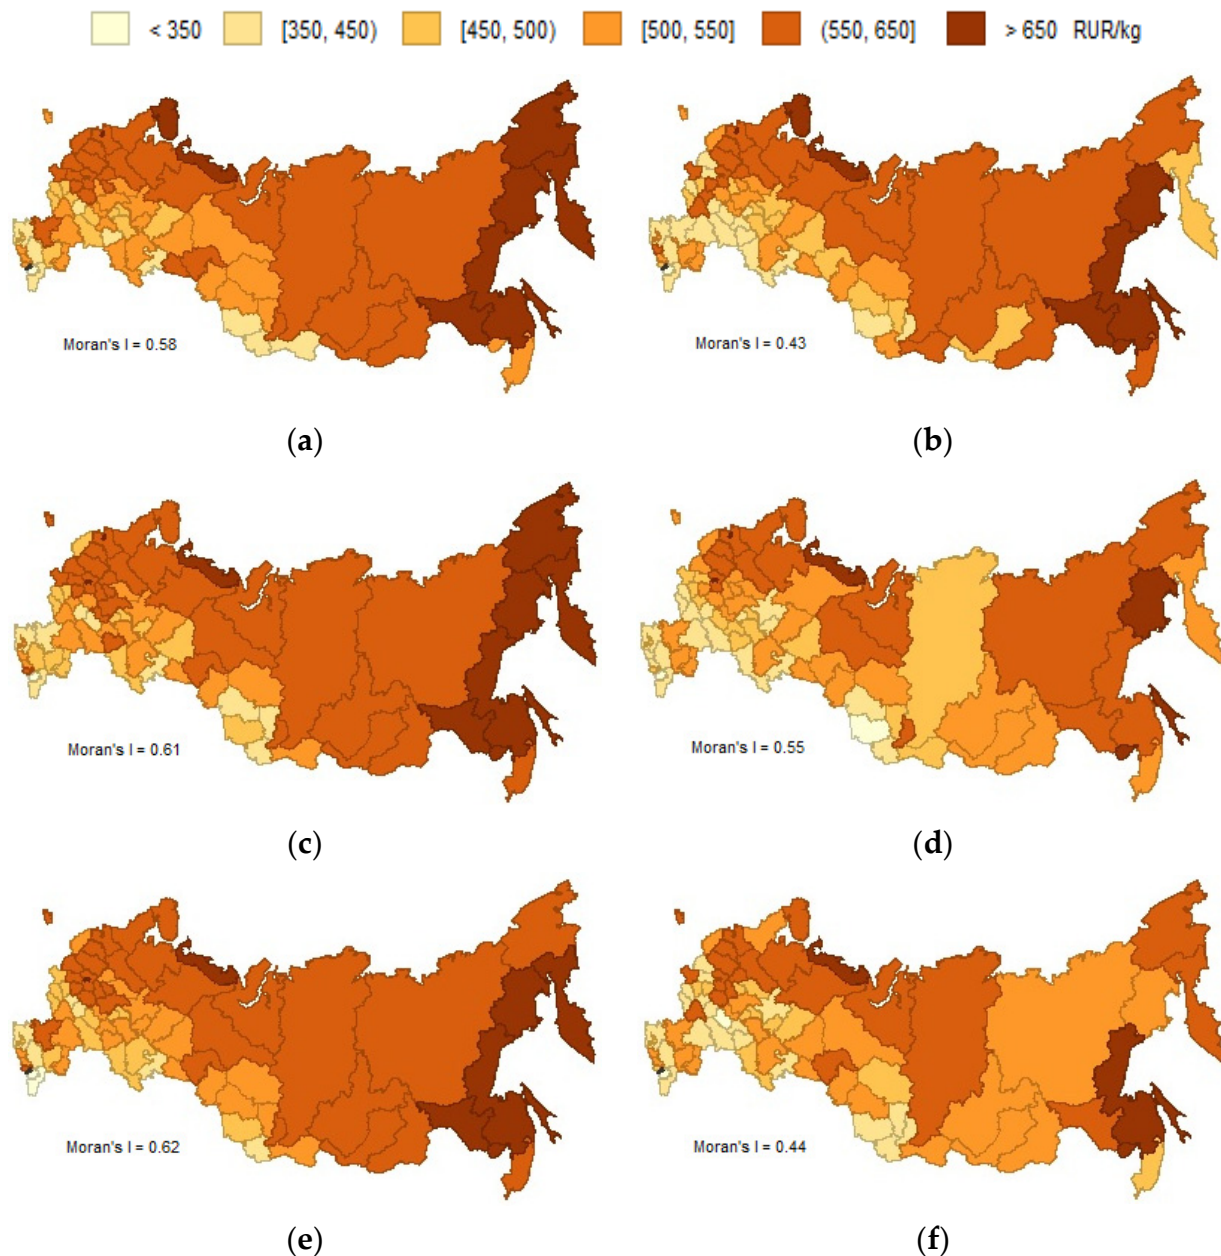 < 350 [350, 450) [450, 500) [500, 550] (550, 650] > 650 RUR/kg
Moran's I = 0.58
Moran's I = 0.43
(a)
(b)
Moran's I = 0.61
Moran's I = 0.55
(c)
(d)
Moran's I = 0.62
Moran's I = 0.44
(e)
(f)